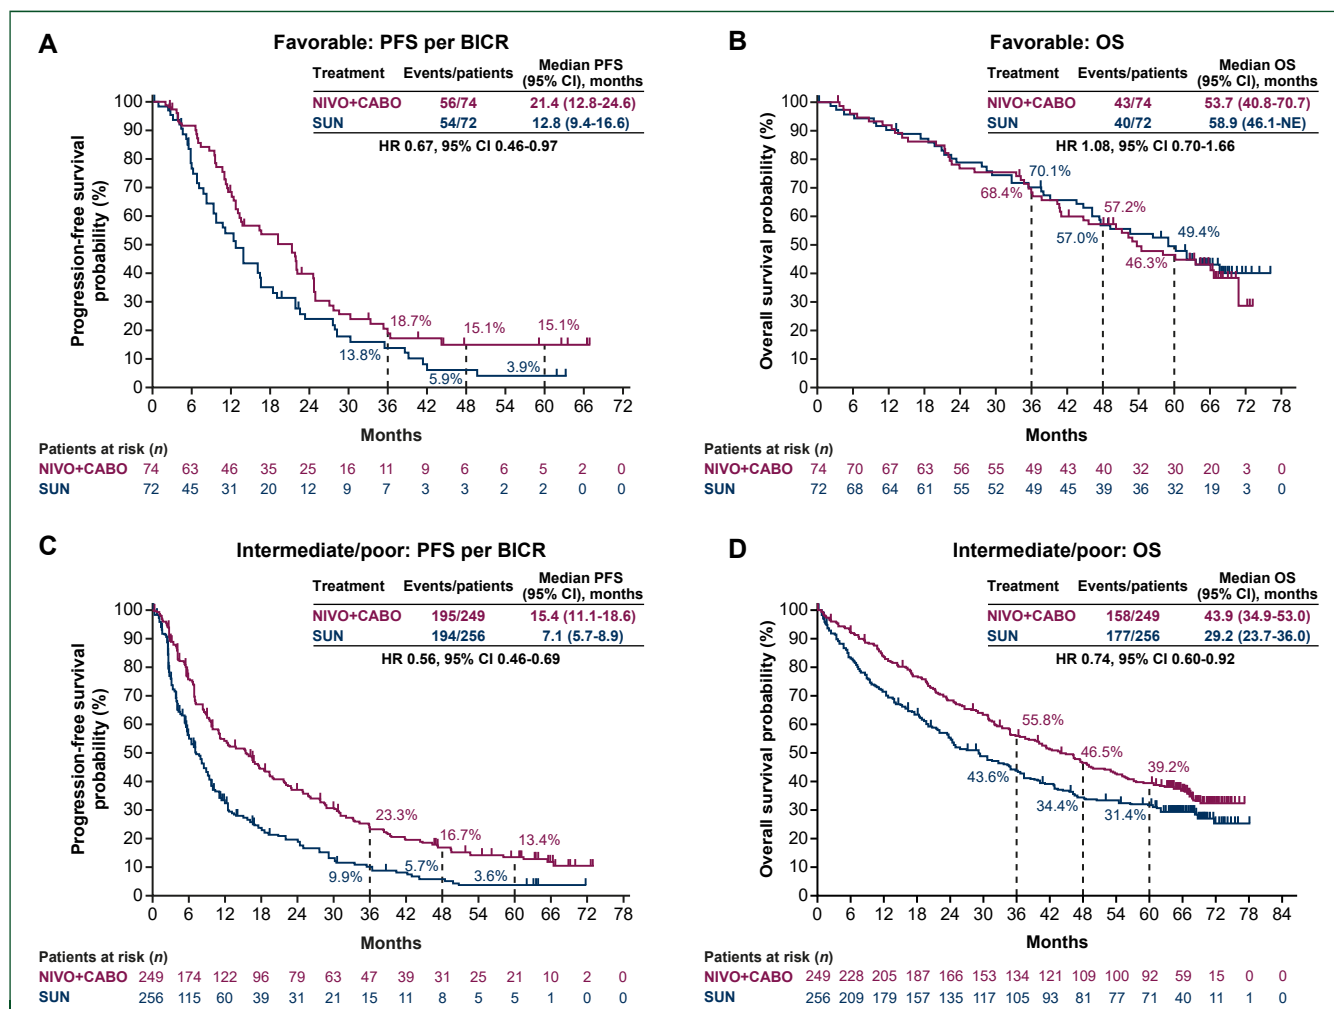 A
Favorable: PFS per BICR
Treatment Events/patients Median PFS (95% CI), months
NIVO+CABO 56/74 21.4 (12.8-24.6)
SUN 54/72 12.8 (9.4-16.6)
HR 0.67, 95% CI 0.46-0.97
Progression-free survival probability (%)
100
90
80
70
60
50
40
30
20
10
0
18.7%
15.1%
15.1%
13.8%
5.9%
3.9%
0 6 12 18 24 30 36 42 48 54 60 66 72
Months
Patients at risk (n)
NIVO+CABO 74 63 46 35 25 16 11 9 6 6 5 2 0
SUN 72 45 31 20 12 9 7 3 3 2 2 0 0
B
Favorable: OS
Treatment Events/patients Median OS (95% CI), months
NIVO+CABO 43/74 53.7 (40.8-70.7)
SUN 40/72 58.9 (46.1-NE)
HR 1.08, 95% CI 0.70-1.66
Overall survival probability (%)
100
90
80
70
60
50
40
30
20
10
0
70.1%
68.4%
57.2%
57.0%
49.4%
46.3%
0 6 12 18 24 30 36 42 48 54 60 66 72 78
Months
Patients at risk (n)
NIVO+CABO 74 70 67 63 56 55 49 43 40 32 30 20 3 0
SUN 72 68 64 61 55 52 49 45 39 36 32 19 3 0
C
Intermediate/poor: PFS per BICR
Treatment Events/patients Median PFS (95% CI), months
NIVO+CABO 195/249 15.4 (11.1-18.6)
SUN 194/256 7.1 (5.7-8.9)
HR 0.56, 95% CI 0.46-0.69
Progression-free survival probability (%)
100
90
80
70
60
50
40
30
20
10
0
23.3%
16.7%
13.4%
9.9%
5.7%
3.6%
0 6 12 18 24 30 36 42 48 54 60 66 72 78
Months
Patients at risk (n)
NIVO+CABO 249 174 122 96 79 63 47 39 31 25 21 10 2 0
SUN 256 115 60 39 31 21 15 11 8 5 5 1 0 0
D
Intermediate/poor: OS
Treatment Events/patients Median OS (95% CI), months
NIVO+CABO 158/249 43.9 (34.9-53.0)
SUN 177/256 29.2 (23.7-36.0)
HR 0.74, 95% CI 0.60-0.92
Overall survival probability (%)
100
90
80
70
60
50
40
30
20
10
0
55.8%
46.5%
39.2%
43.6%
34.4%
31.4%
0 6 12 18 24 30 36 42 48 54 60 66 72 78 84
Months
Patients at risk (n)
NIVO+CABO 249 228 205 187 166 153 134 121 109 100 92 59 15 0 0
SUN 256 209 179 157 135 117 105 93 81 77 71 40 11 1 0